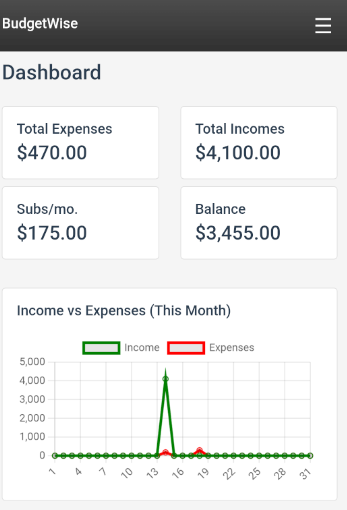 BudgetWise
Dashboard
Total Expenses
$470.00
Total Incomes
$4,100.00
Subs/mo.
$175.00
Balance
$3,455.00
Income vs Expenses (This Month)
Income Expenses
5,000
4,000
3,000
2,000
1,000
0
1 4 7 10 13 16 19 22 25 28 31